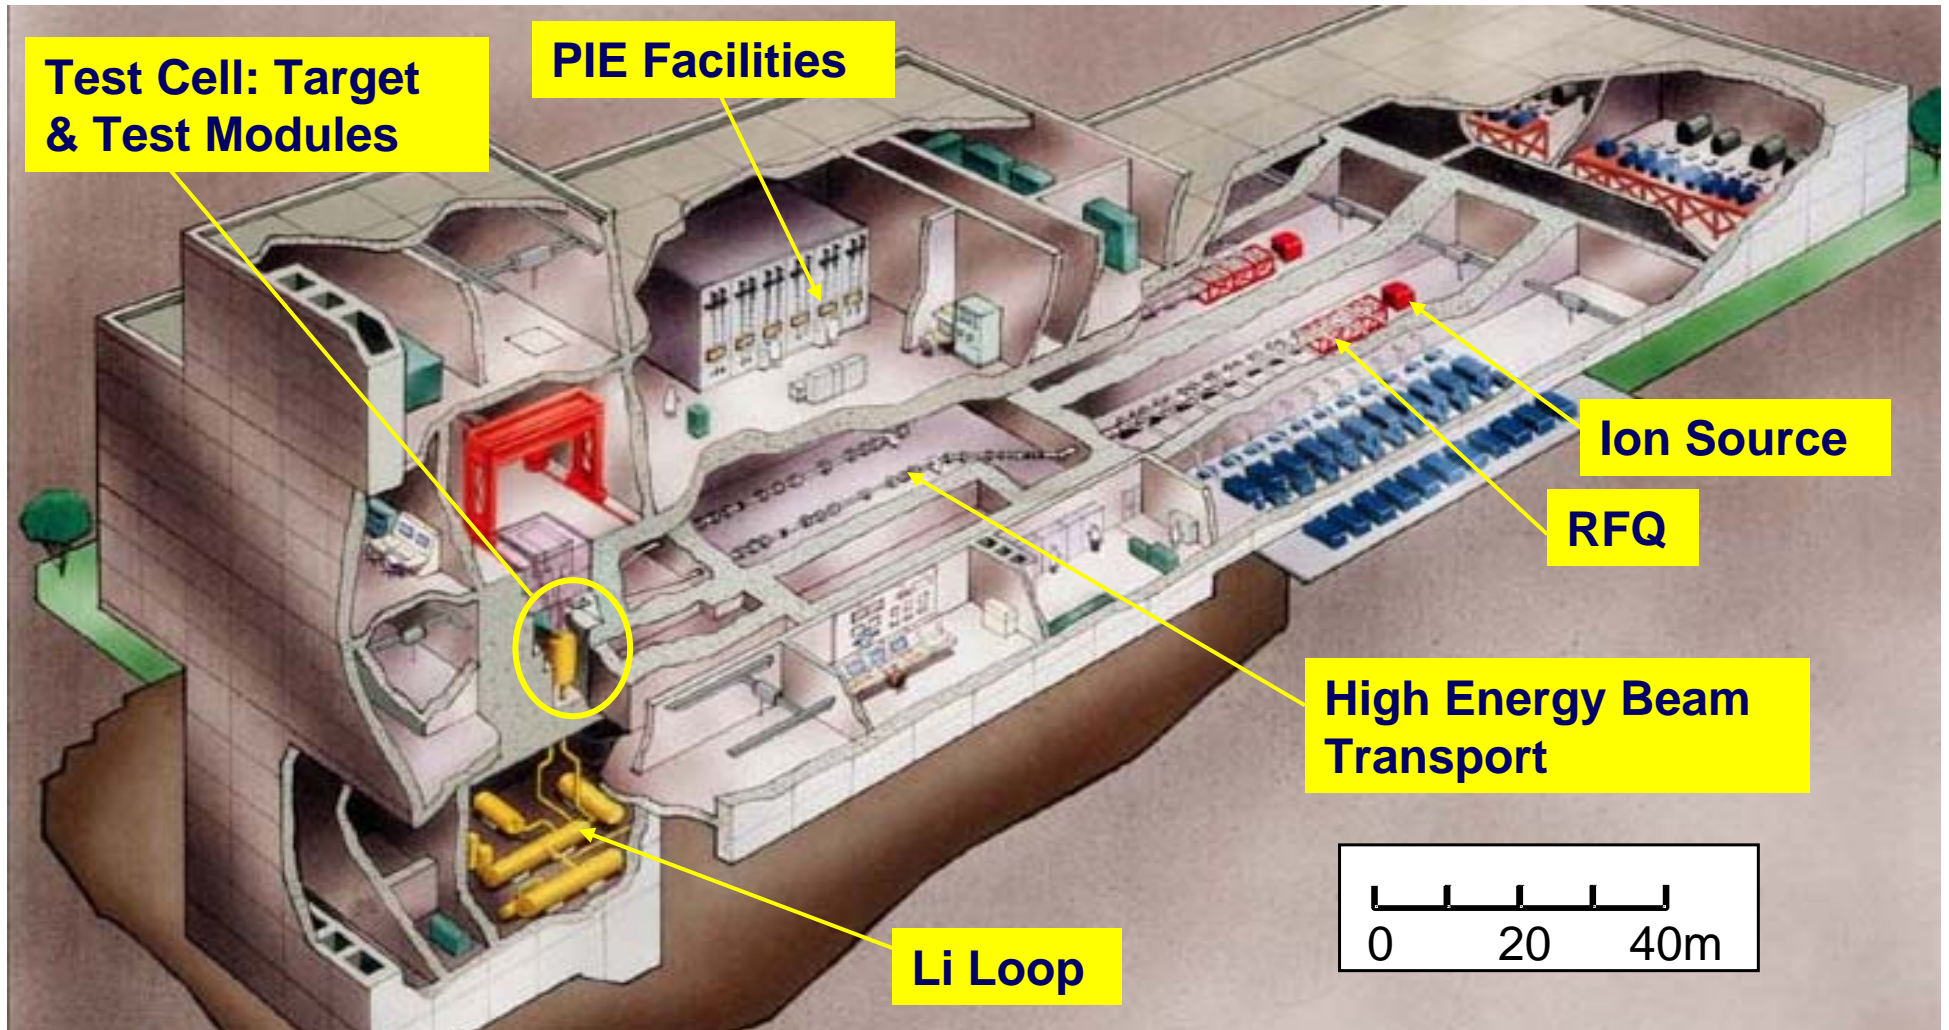 Test Cell: Target
& Test Modules
PIE Facilities
Ion Source
RFQ
High Energy Beam
Transport
Li Loop
0 20 40m